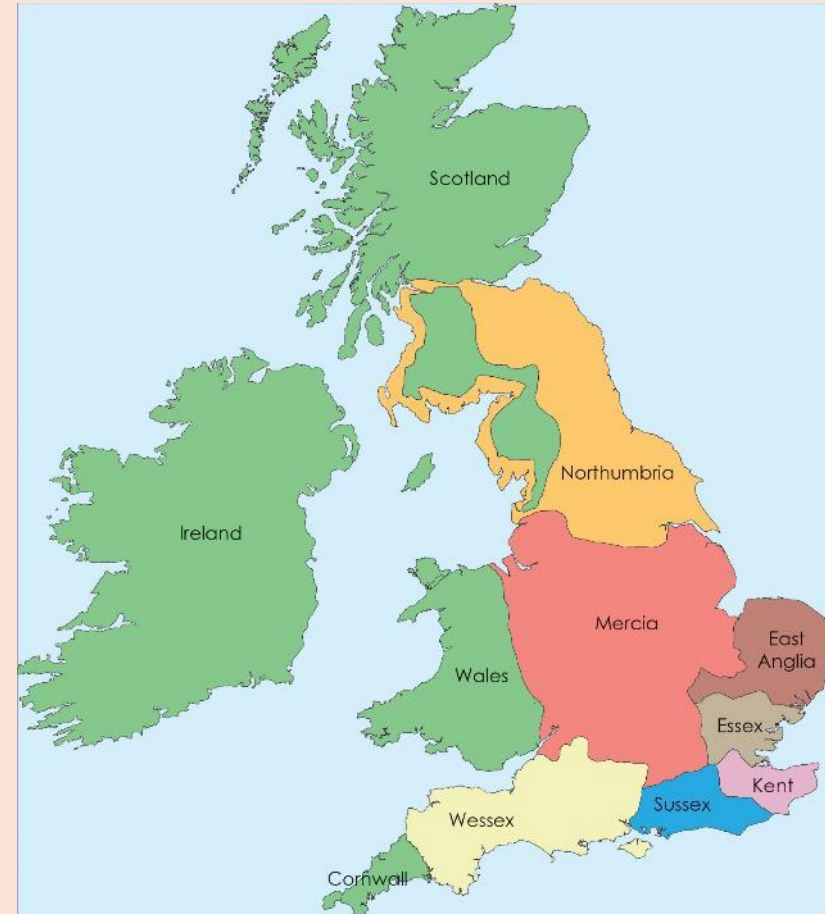 Scotland
Northumbria
Ireland
Mercia
East
Anglia
Wales
Essex
Kent
Sussex
Wessex
Cornwall